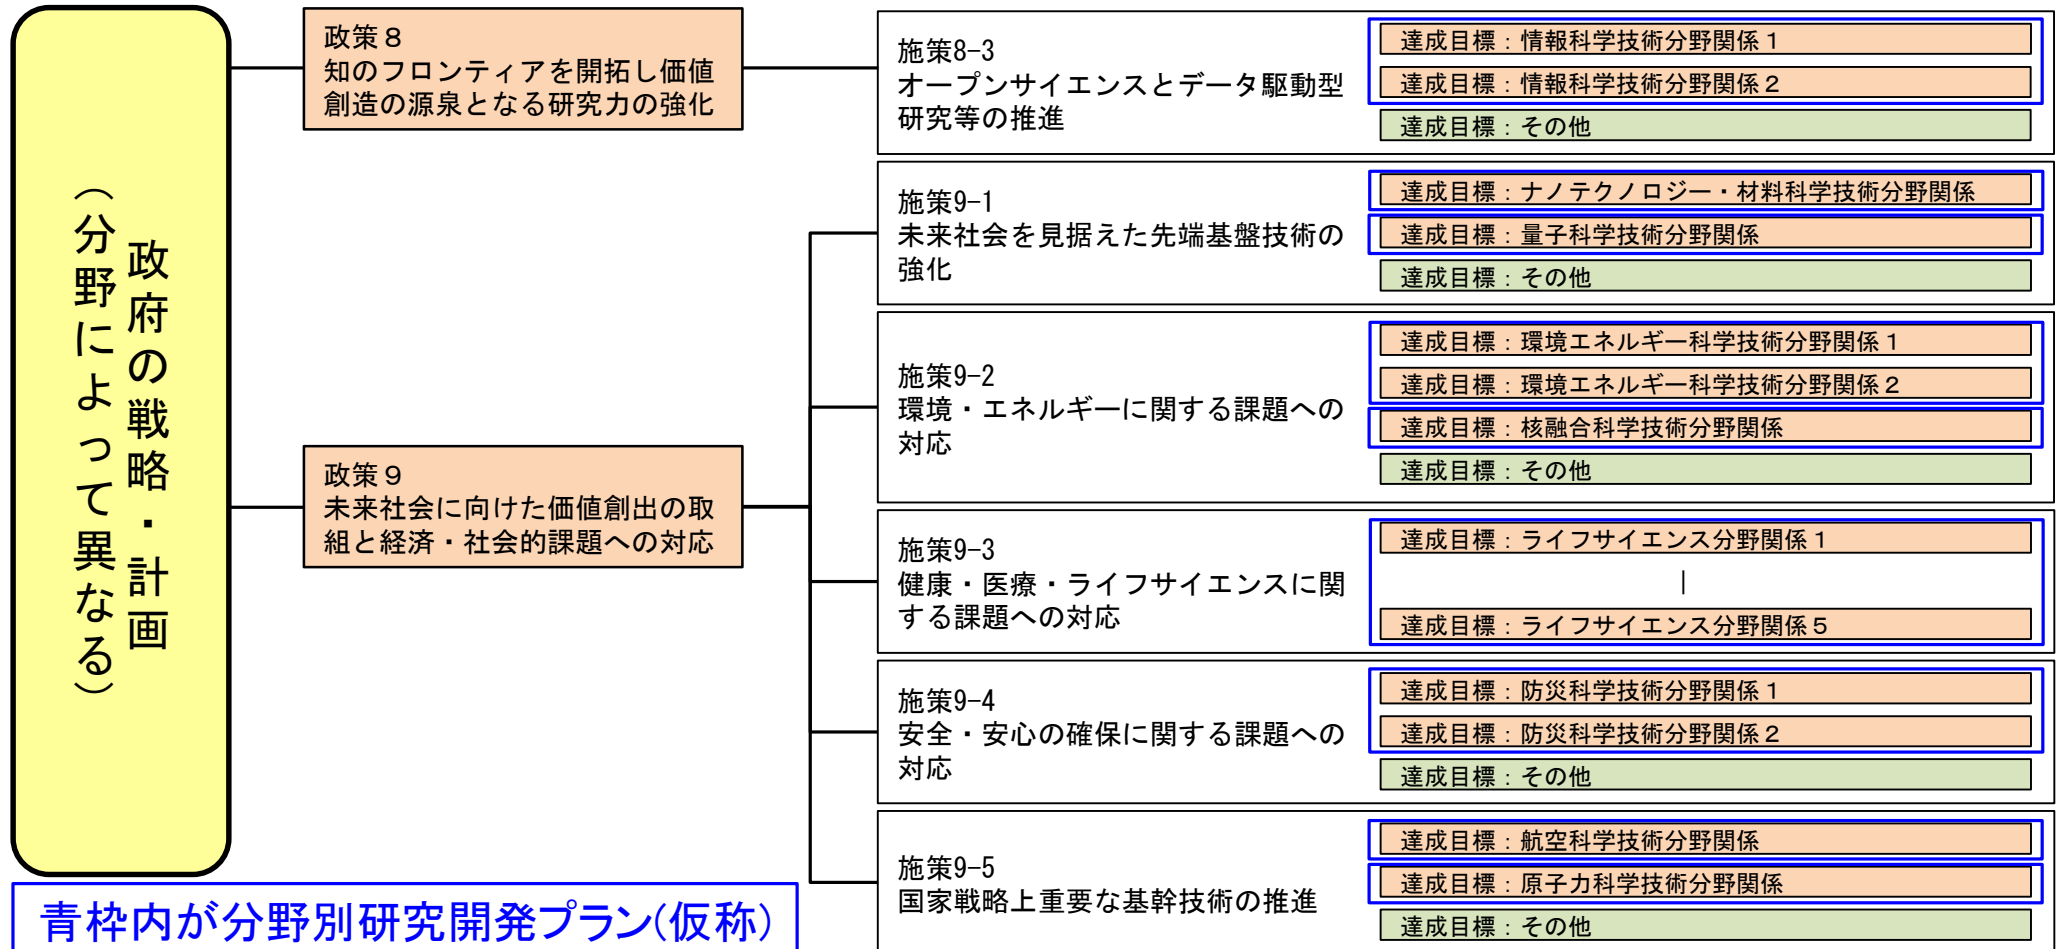 政府の戦略・計画
（分野によって異なる）
政策８
知のフロンティアを開拓し価値
創造の源泉となる研究力の強化
施策8-3
オープンサイエンスとデータ駆動型
研究等の推進
達成目標：情報科学技術分野関係１
達成目標：情報科学技術分野関係２
達成目標：その他
政策９
未来社会に向けた価値創出の取
組と経済・社会的課題への対応
施策9-1
未来社会を見据えた先端基盤技術の
強化
達成目標：ナノテクノロジー・材料科学技術分野関係
達成目標：量子科学技術分野関係
達成目標：その他
施策9-2
環境・エネルギーに関する課題への
対応
達成目標：環境エネルギー科学技術分野関係１
達成目標：環境エネルギー科学技術分野関係２
達成目標：核融合科学技術分野関係
達成目標：その他
施策9-3
健康・医療・ライフサイエンスに関
する課題への対応
達成目標：ライフサイエンス分野関係１
｜
達成目標：ライフサイエンス分野関係５
施策9-4
安全・安心の確保に関する課題への
対応
達成目標：防災科学技術分野関係１
達成目標：防災科学技術分野関係２
達成目標：その他
施策9-5
国家戦略上重要な基幹技術の推進
達成目標：航空科学技術分野関係
達成目標：原子力科学技術分野関係
達成目標：その他
青枠内が分野別研究開発プラン(仮称)